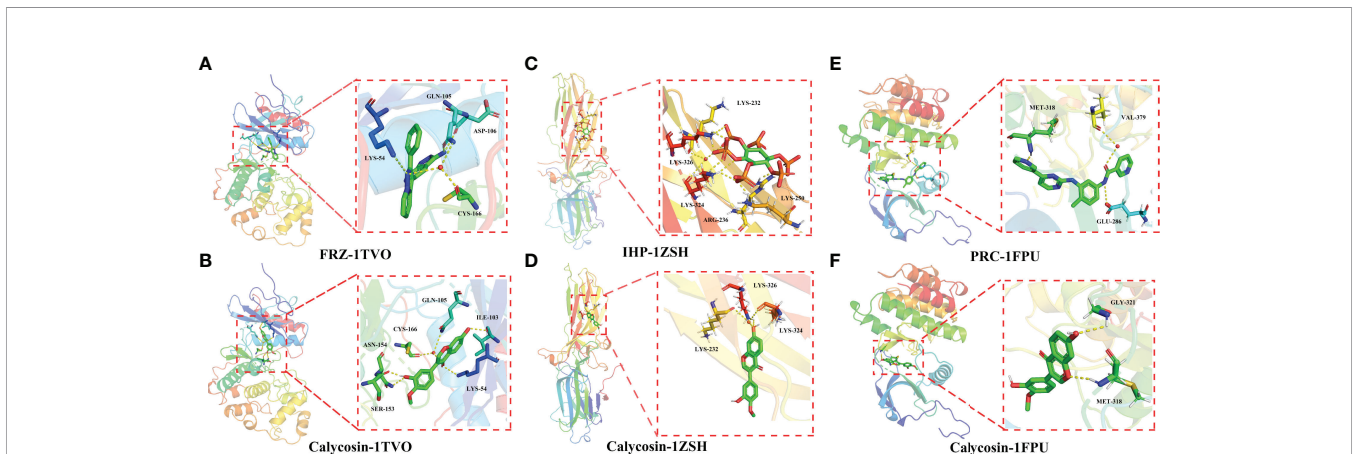 A
GLN-105
ASP-106
LYS-54
CYS-166
FRZ-1TVO
B
GLN-105
ILE-103
CYS-166
ASN-154
LYS-54
SER-153
Calycosin-1TVO
C
LYS-232
LYS-326
LYS-324
ARG-236
IHP-1ZSH
D
LYS-326
LYS-324
LYS-232
Calycosin-1ZSH
E
MET-318
VAL-379
GLU-286
PRC-1FPU
F
GLY-321
MET-318
Calycosin-1FPU